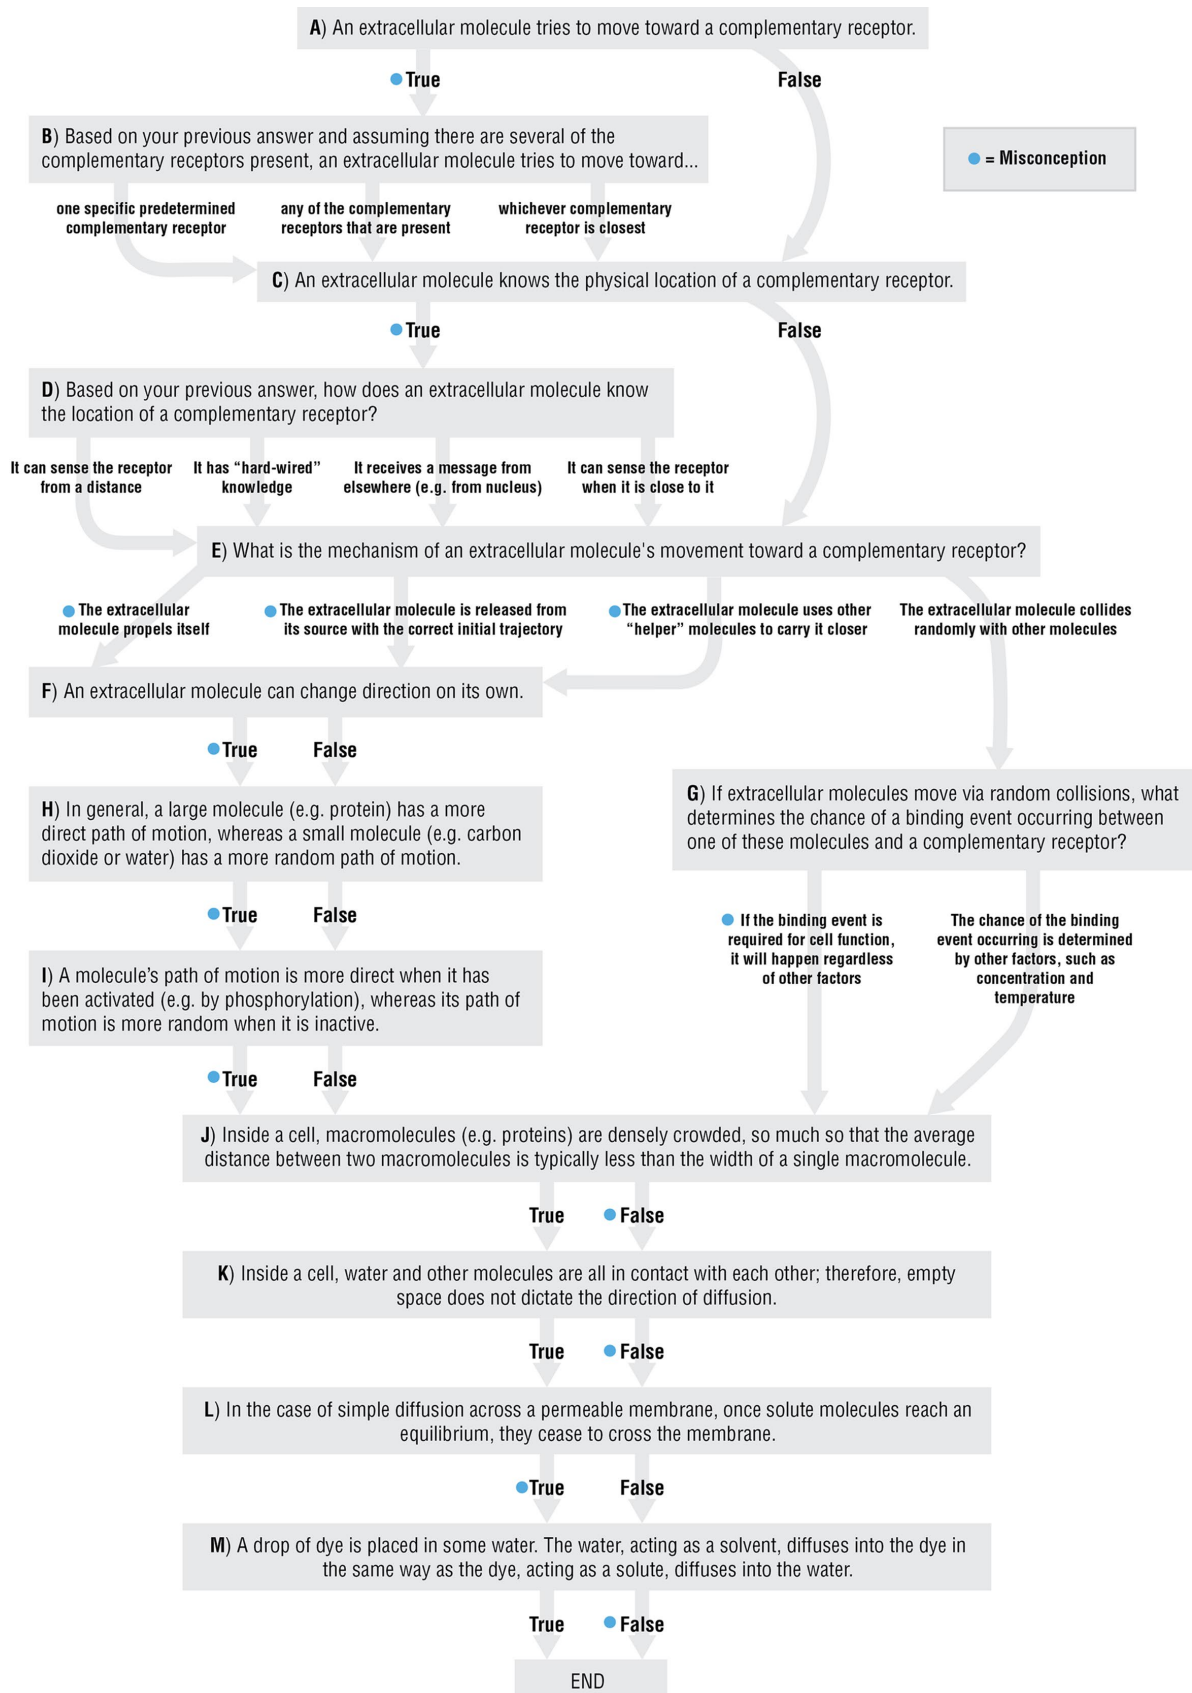 A) An extracellular molecule tries to move toward a complementary receptor.
True
False
B) Based on your previous answer and assuming there are several of the
complementary receptors present, an extracellular molecule tries to move toward...
= Misconception
one specific predetermined
complementary receptor
any of the complementary
receptors that are present
whichever complementary
receptor is closest
C) An extracellular molecule knows the physical location of a complementary receptor.
True
False
D) Based on your previous answer, how does an extracellular molecule know
the location of a complementary receptor?
It can sense the receptor
from a distance
It has “hard-wired”
knowledge
It receives a message from
elsewhere (e.g. from nucleus)
It can sense the receptor
when it is close to it
E) What is the mechanism of an extracellular molecule's movement toward a complementary receptor?
The extracellular
molecule propels itself
The extracellular molecule is released from
its source with the correct initial trajectory
The extracellular molecule uses other
“helper” molecules to carry it closer
The extracellular molecule collides
randomly with other molecules
F) An extracellular molecule can change direction on its own.
True
False
H) In general, a large molecule (e.g. protein) has a more
direct path of motion, whereas a small molecule (e.g. carbon
dioxide or water) has a more random path of motion.
True
False
G) If extracellular molecules move via random collisions, what
determines the chance of a binding event occurring between
one of these molecules and a complementary receptor?
If the binding event is
required for cell function,
it will happen regardless
of other factors
The chance of the binding
event occurring is determined
by other factors, such as
concentration and
temperature
I) A molecule’s path of motion is more direct when it has
been activated (e.g. by phosphorylation), whereas its path of
motion is more random when it is inactive.
True
False
J) Inside a cell, macromolecules (e.g. proteins) are densely crowded, so much so that the average
distance between two macromolecules is typically less than the width of a single macromolecule.
True
False
K) Inside a cell, water and other molecules are all in contact with each other; therefore, empty
space does not dictate the direction of diffusion.
True
False
L) In the case of simple diffusion across a permeable membrane, once solute molecules reach an
equilibrium, they cease to cross the membrane.
True
False
M) A drop of dye is placed in some water. The water, acting as a solvent, diffuses into the dye in
the same way as the dye, acting as a solute, diffuses into the water.
True
False
END